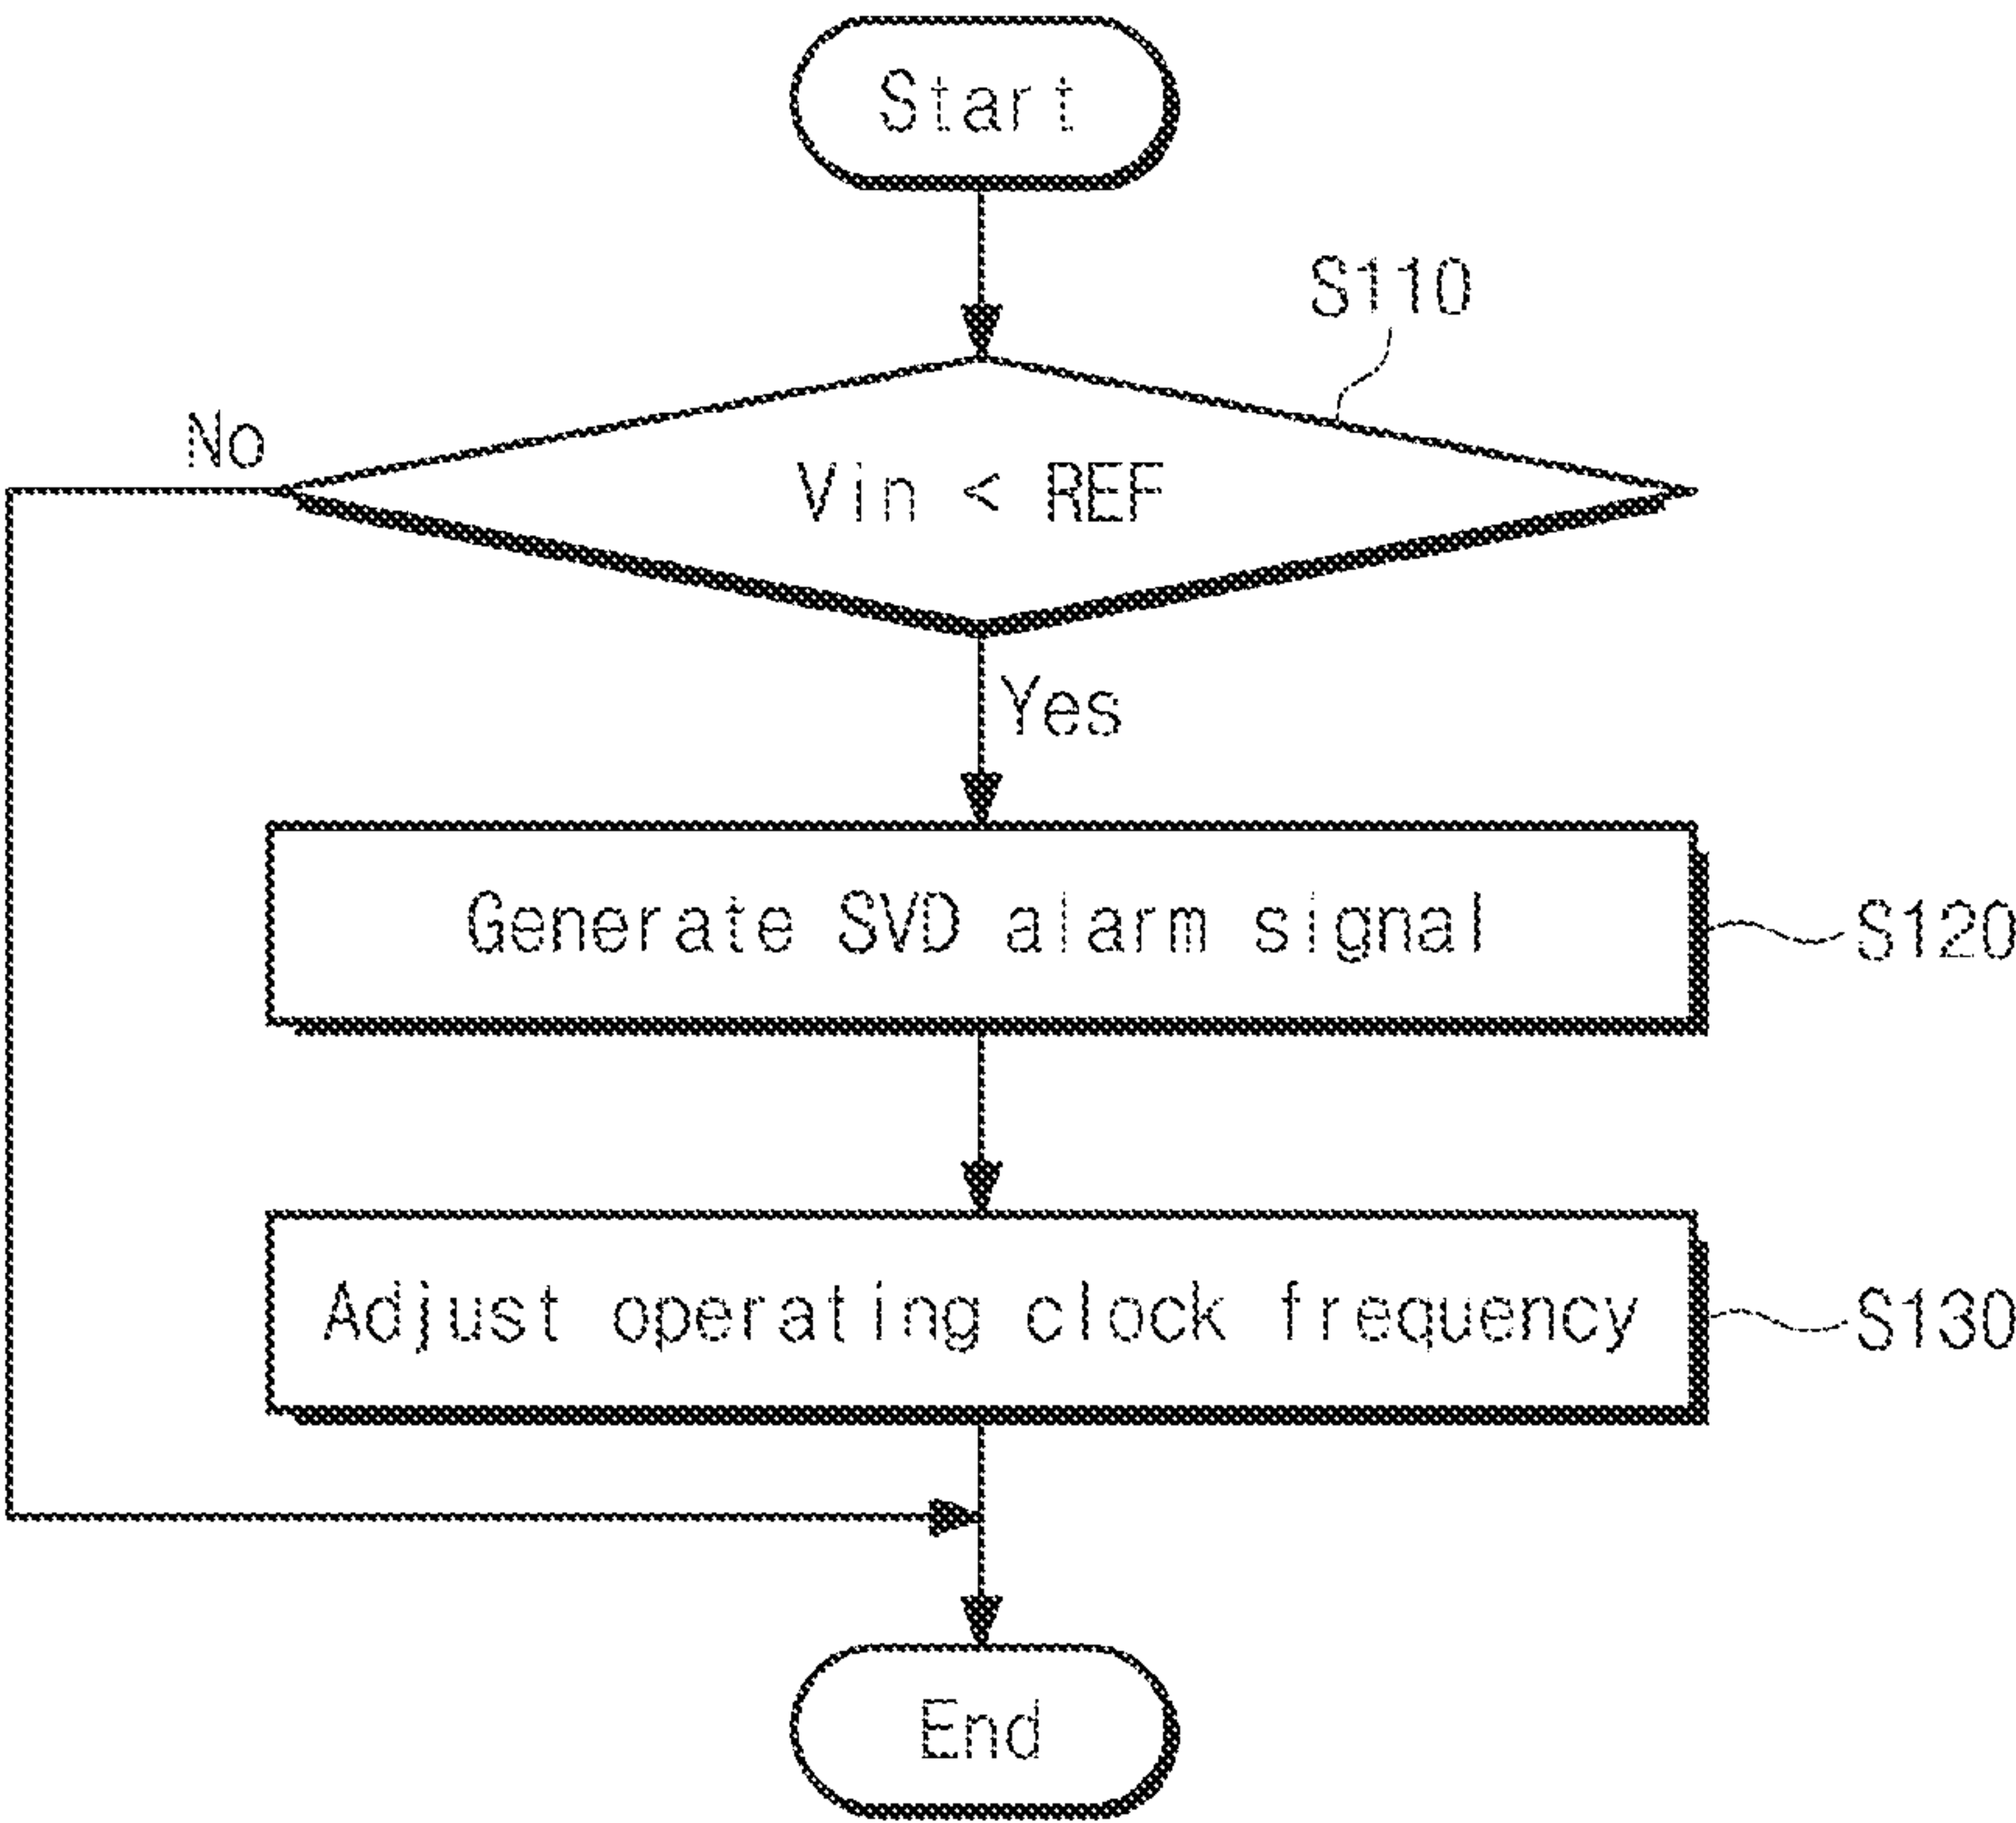 Start
S110
No
Vin < REF
Yes
Generate SVD alarm signal
S120
Adjust operating clock frequency
S130
End